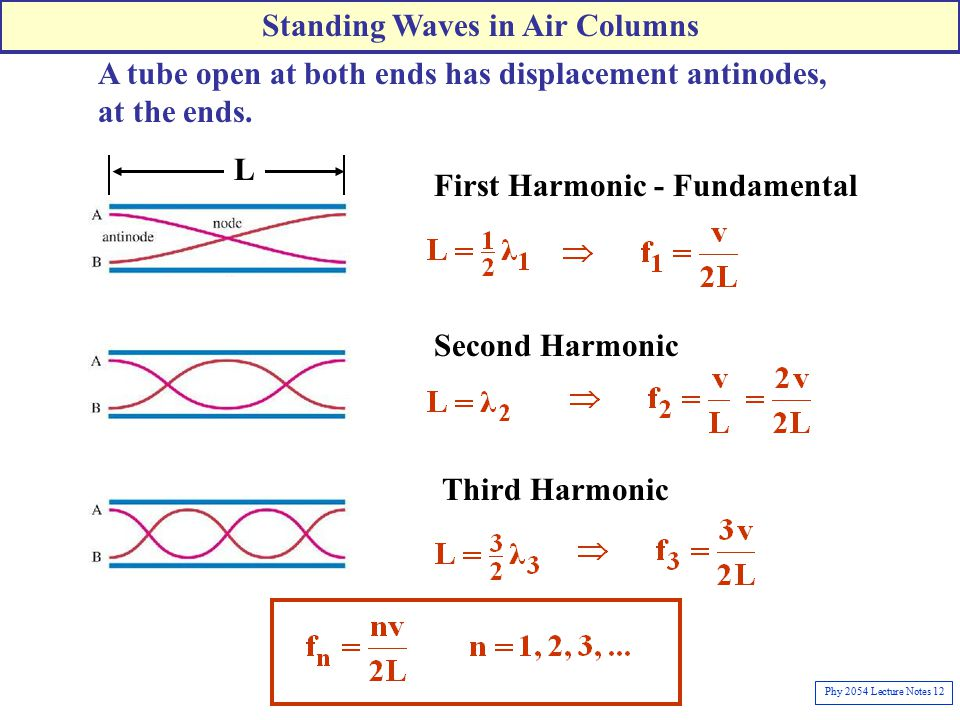 Standing Waves in Air Columns
A tube open at both ends has displacement antinodes,
at the ends.
L
First Harmonic - Fundamental
A
node
antinode
B
L = 1/2 λ1 ⇒ f1 = v/2L
Second Harmonic
A
B
L = λ2 ⇒ f2 = v/L = 2v/2L
Third Harmonic
A
B
L = 3/2 λ3 ⇒ f3 = 3v/2L
fn = nv/2L n = 1, 2, 3, ...
Phy 2054 Lecture Notes 12